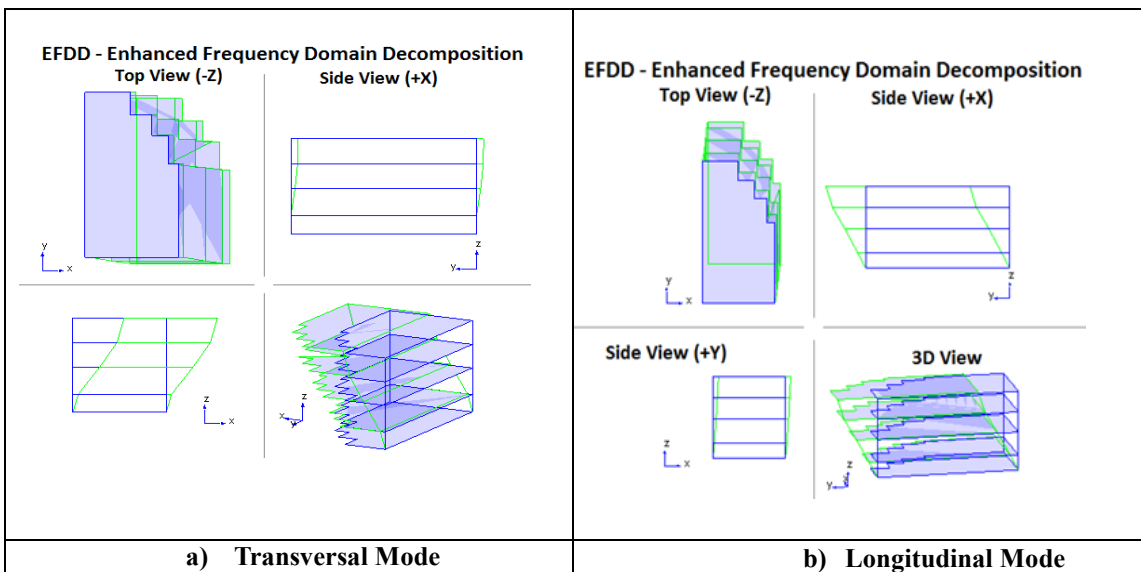 EFDD - Enhanced Frequency Domain Decomposition
Top View (-Z)
Side View (+X)
y
x
z
y
z
x
z
x
y
a) Transversal Mode
EFDD - Enhanced Frequency Domain Decomposition
Top View (-Z)
Side View (+X)
y
x
z
y
Side View (+Y)
3D View
z
x
z
y
x
b) Longitudinal Mode